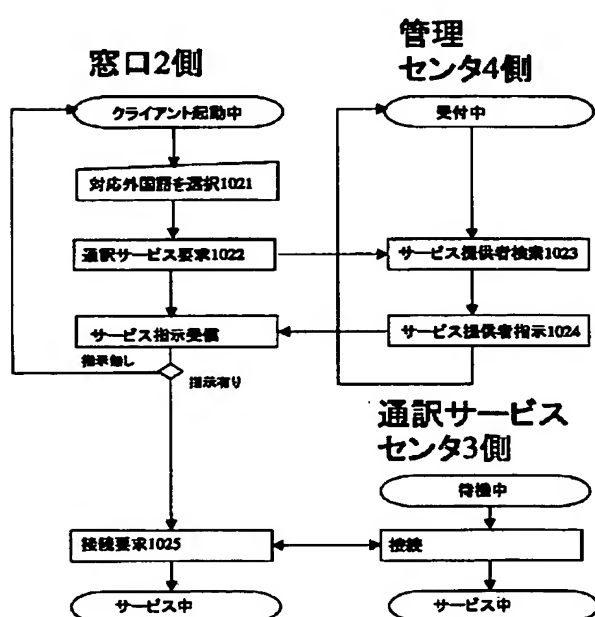 窓口2側
クライアント起動中
対応外国語を選択1021
通訳サービス要求1022
サービス指示受信
指示無し
指示有り
接続要求1025
サービス中
管理
センタ4側
受付中
サービス提供者検索1023
サービス提供者指示1024
通訳サービス
センタ3側
待機中
接続
サービス中